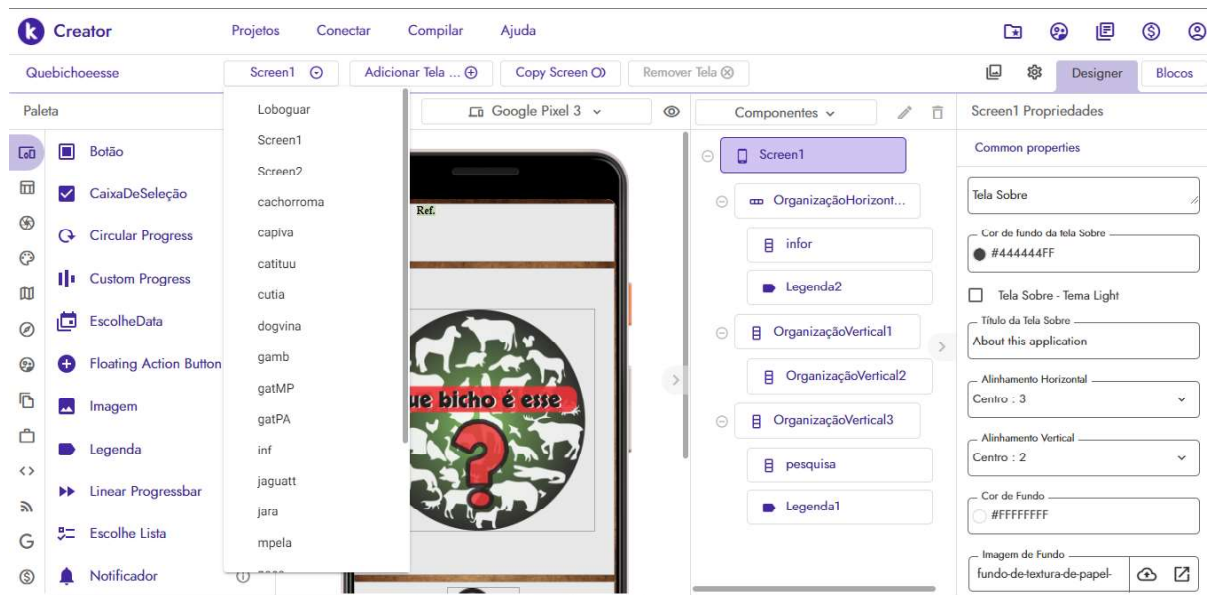 Creator
Projetos
Conectar
Compilar
Ajuda
Quebichoeesse
Screen1
Adicionar Tela ...
Copy Screen
Remover Tela
Designer
Blocos
Paleta
Botão
CaixaDeSeleção
Circular Progress
Custom Progress
EscolheData
Floating Action Button
Imagem
Legenda
Linear Progressbar
Escolhe Lista
Notificador
Loboguar
Screen1
Screen2
cachorroma
capiva
catituu
cutia
dogvina
gamb
gatMP
gatPA
inf
jaguatt
jara
mpela
Google Pixel 3
Ref.
ue bicho é esse
?
Componentes
Screen1
OrganizaçãoHorizont...
infor
Legenda2
OrganizaçãoVertical1
OrganizaçãoVertical2
OrganizaçãoVertical3
pesquisa
Legenda1
Screen1 Propriedades
Common properties
Tela Sobre
Cor de fundo da tela Sobre
#444444FF
Tela Sobre - Tema Light
Título da Tela Sobre
About this application
Alinhamento Horizontal
Centro : 3
Alinhamento Vertical
Centro : 2
Cor de Fundo
#FFFFFFFF
Imagem de Fundo
fundo-de-textura-de-papel-